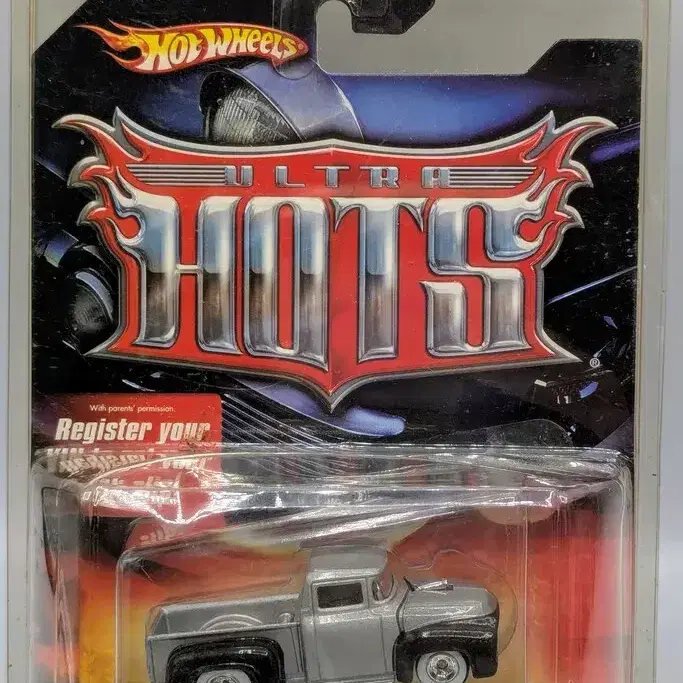 HOT WHEELS
ULTRA
HOTS
®
With parents' permission.
Register your